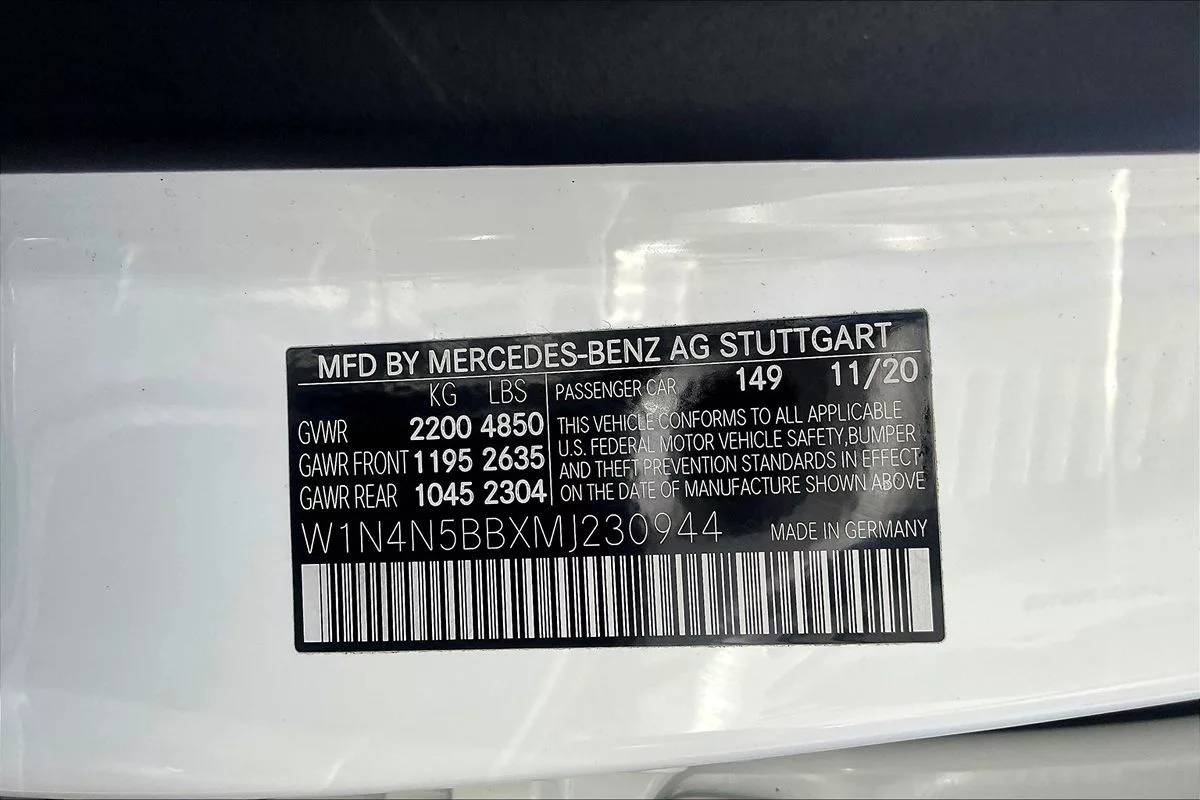 MFD BY MERCEDES-BENZ AG STUTTGART
KG LBS
GVWR 2200 4850
GAWR FRONT 1195 2635
GAWR REAR 1045 2304
PASSENGER CAR 149 11/20
THIS VEHICLE CONFORMS TO ALL APPLICABLE
U.S. FEDERAL MOTOR VEHICLE SAFETY,BUMPER
AND THEFT PREVENTION STANDARDS IN EFFECT
ON THE DATE OF MANUFACTURE SHOWN ABOVE
W1N4N5BBXMJ230944 MADE IN GERMANY